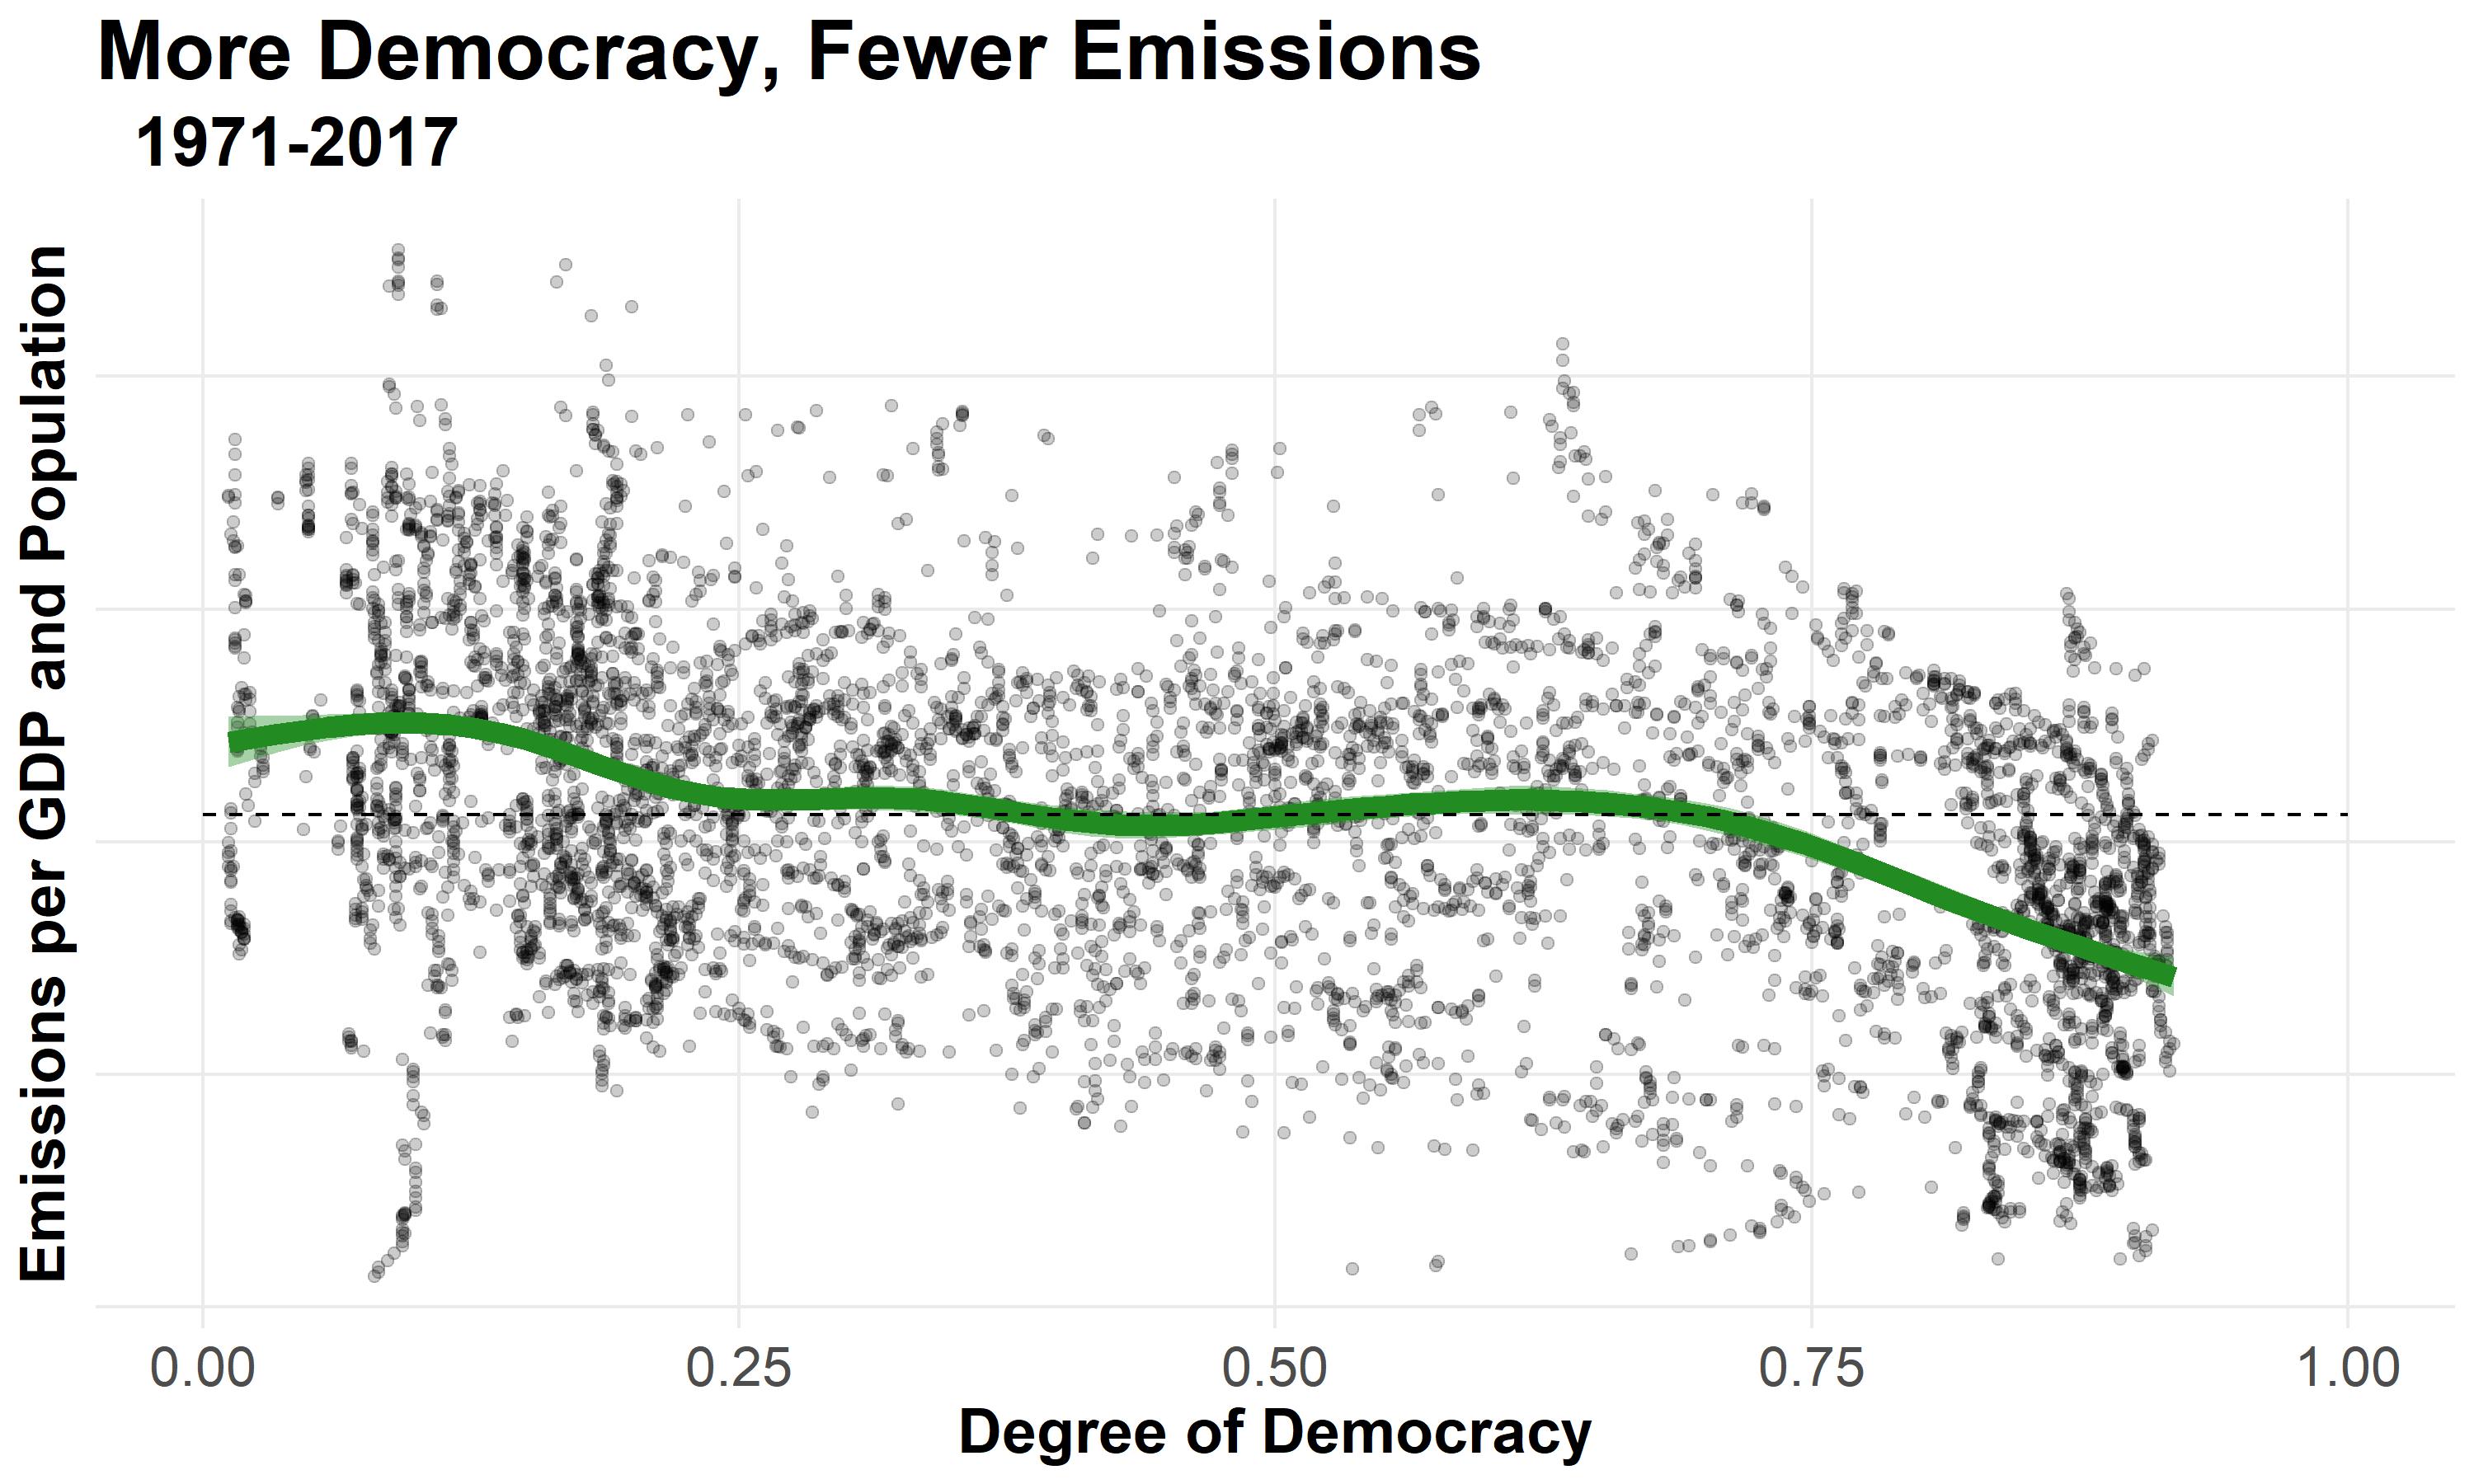 More Democracy, Fewer Emissions
1971-2017
Emissions per GDP and Population
0.00
0.25
0.50
0.75
1.00
Degree of Democracy